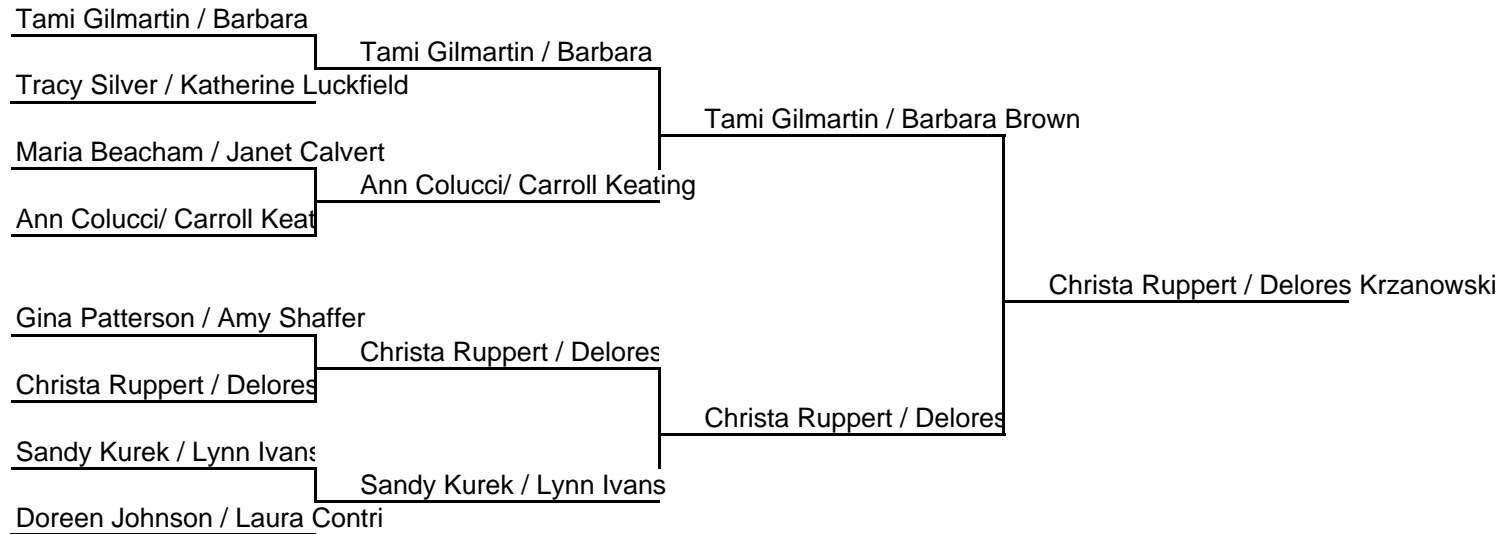 Tami Gilmartin / Barbara
Tami Gilmartin / Barbara
Tracy Silver / Katherine Luckfield
Tami Gilmartin / Barbara Brown
Maria Beacham / Janet Calvert
Ann Colucci/ Carroll Keating
Ann Colucci/ Carroll Keat
Christa Ruppert / Delores Krzanowski
Gina Patterson / Amy Shaffer
Christa Ruppert / Delores
Christa Ruppert / Delores
Christa Ruppert / Delores
Sandy Kurek / Lynn Ivans
Sandy Kurek / Lynn Ivans
Doreen Johnson / Laura Contri